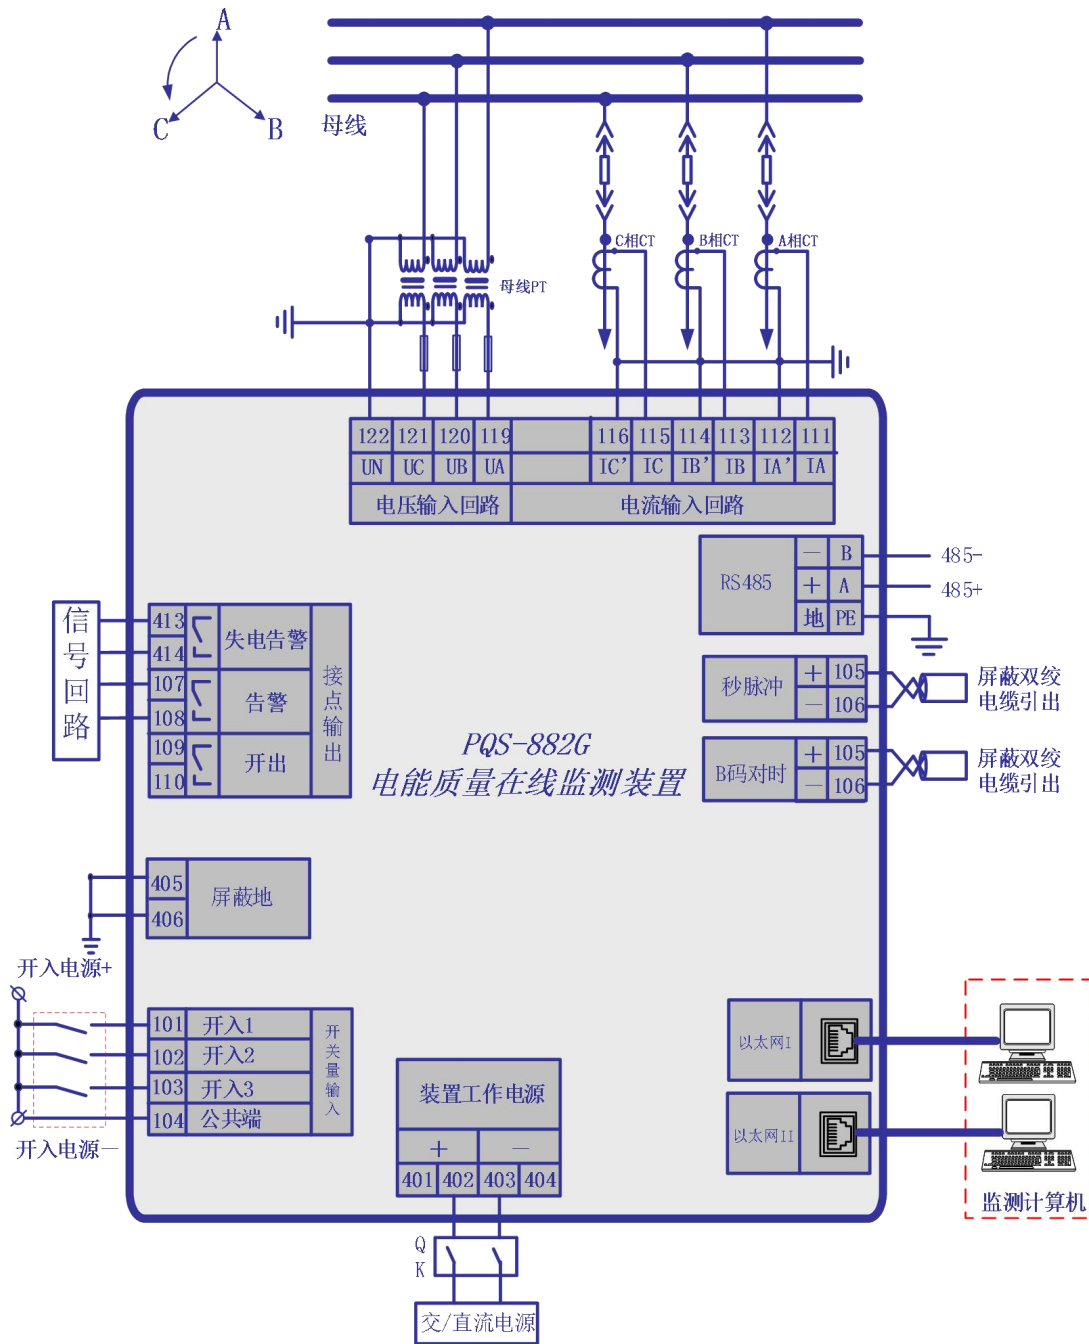 A
C
B
母线
C相CT
B相CT
A相CT
母线PT
122 121 120 119 116 115 114 113 112 111
UN UC UB UA IC’ IC IB’ IB IA’ IA
电压输入回路 电流输入回路
RS485
— B
+ A
地 PE
485-
485+
信号回路
413
414
失电告警
107
108
告警
109
110
开出
接点输出
秒脉冲
+ 105
— 106
屏蔽双绞
电缆引出
B码对时
+ 105
— 106
屏蔽双绞
电缆引出
PQS-882G
电能质量在线监测装置
405
406
屏蔽地
开入电源+
101 开入1
102 开入2
103 开入3
104 公共端
开关量输入
开入电源—
装置工作电源
+ —
401 402 403 404
Q
K
交/直流电源
以太网I
以太网II
监测计算机